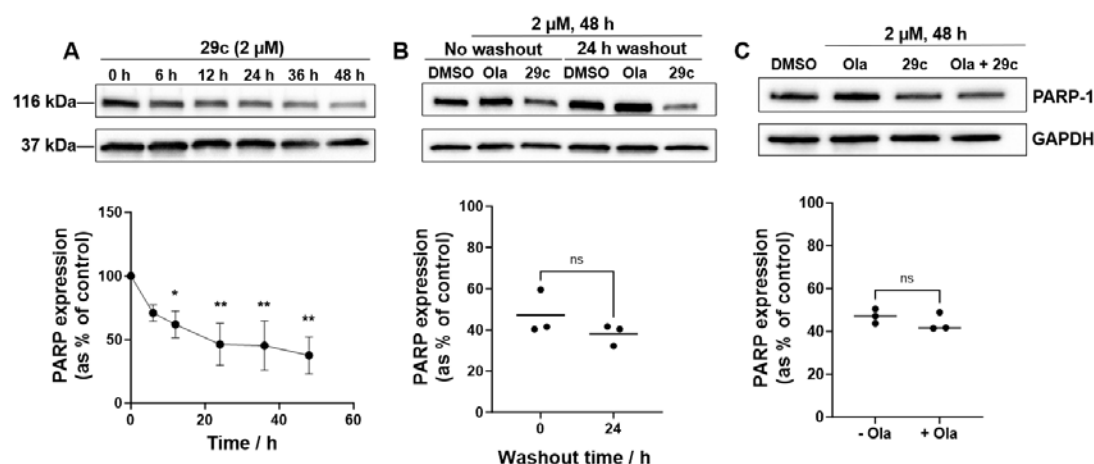 A
29c (2 µM)
0 h 6 h 12 h 24 h 36 h 48 h
116 kDa
37 kDa
PARP expression
(as % of control)
150
100
50
0
* ** ** **
0 20 40 60
Time / h
B
2 µM, 48 h
No washout 24 h washout
DMSO Ola 29c DMSO Ola 29c
PARP expression
(as % of control)
100
80
60
40
20
0
ns
0 24
Washout time / h
C
2 µM, 48 h
DMSO Ola 29c Ola + 29c
PARP-1
GAPDH
PARP expression
(as % of control)
100
80
60
40
20
0
ns
- Ola + Ola